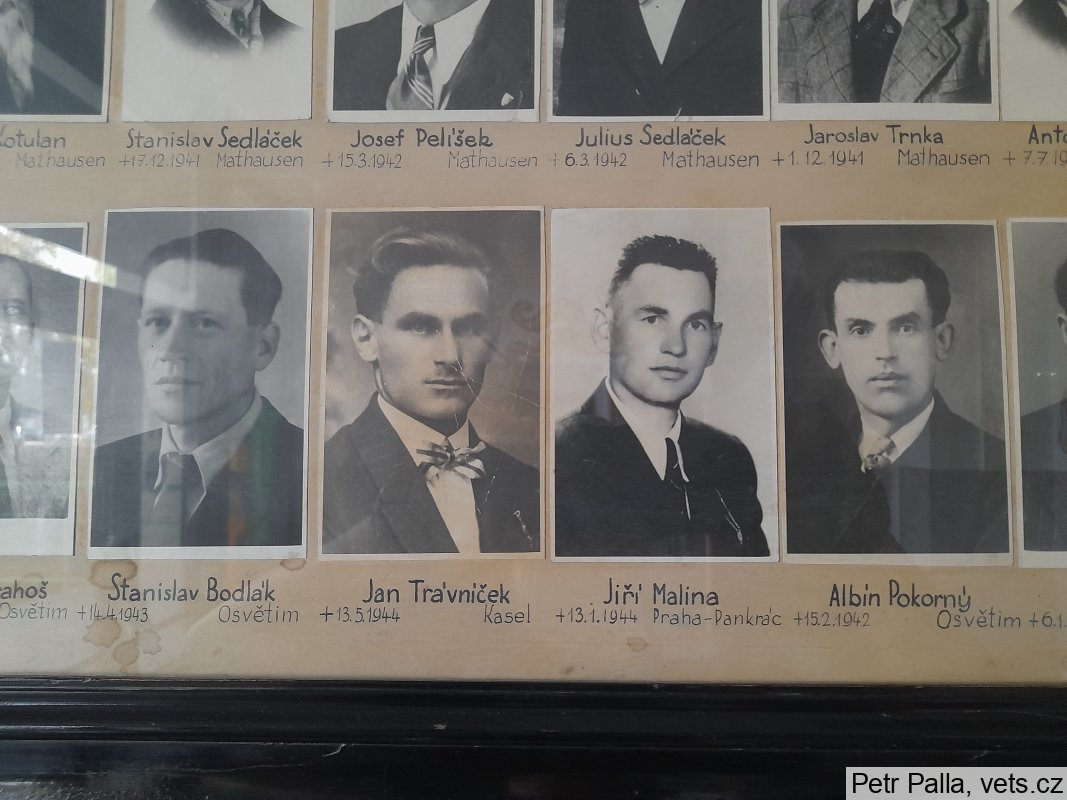 Kotulan Stanislav Sedláček Josef Pelíšek Julius Sedláček Jaroslav Trnka
Mathausen +17.12.1941 Mathausen +15.3.1942 Mathausen +6.3.1942 Mathausen +1.12.1941 Mathausen +7.7.19
Stanislav Bodlák Jan Trávníček Jiří Malina Albín Pokorný
Osvětim +14.4.1943 Osvětim +13.5.1944 Kasel +13.1.1944 Praha-Pankrác +15.2.1942 Osvětim +6.1.
Petr Palla, vets.cz